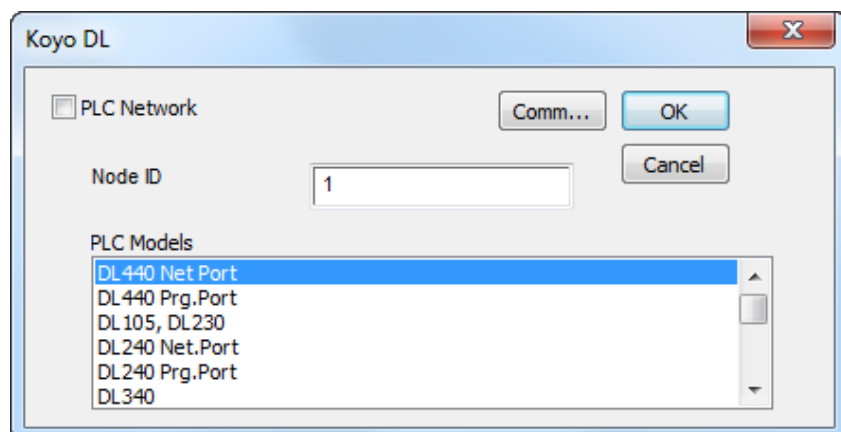 Koyo DL
PLC Network
Comm...
OK
Node ID
1
Cancel
PLC Models
DL440 Net Port
DL440 Prg.Port
DL105, DL230
DL240 Net.Port
DL240 Prg.Port
DL340